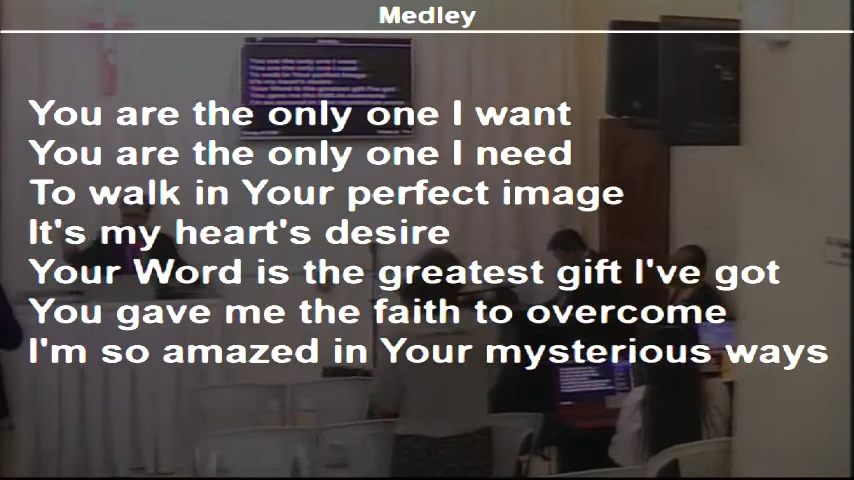 Medley
You are the only one I want
You are the only one I need
To walk in Your perfect image
It's my heart's desire
Your Word is the greatest gift I've got
You gave me the faith to overcome
I'm so amazed in Your mysterious ways